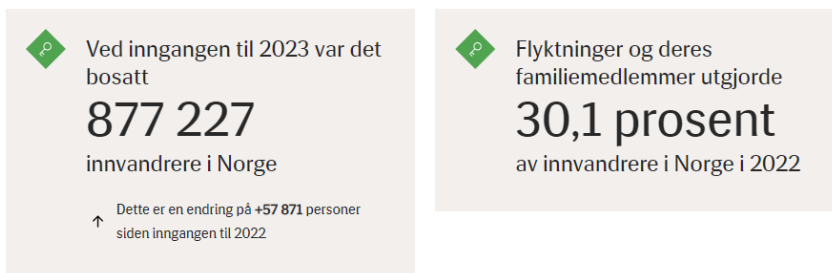 Ved inngangen til 2023 var det
bosatt
877 227
innvandrere i Norge
Dette er en endring på +57 871 personer
siden inngangen til 2022
Flyktninger og deres
familiemedlemmer utgjorde
30,1 prosent
av innvandrere i Norge i 2022